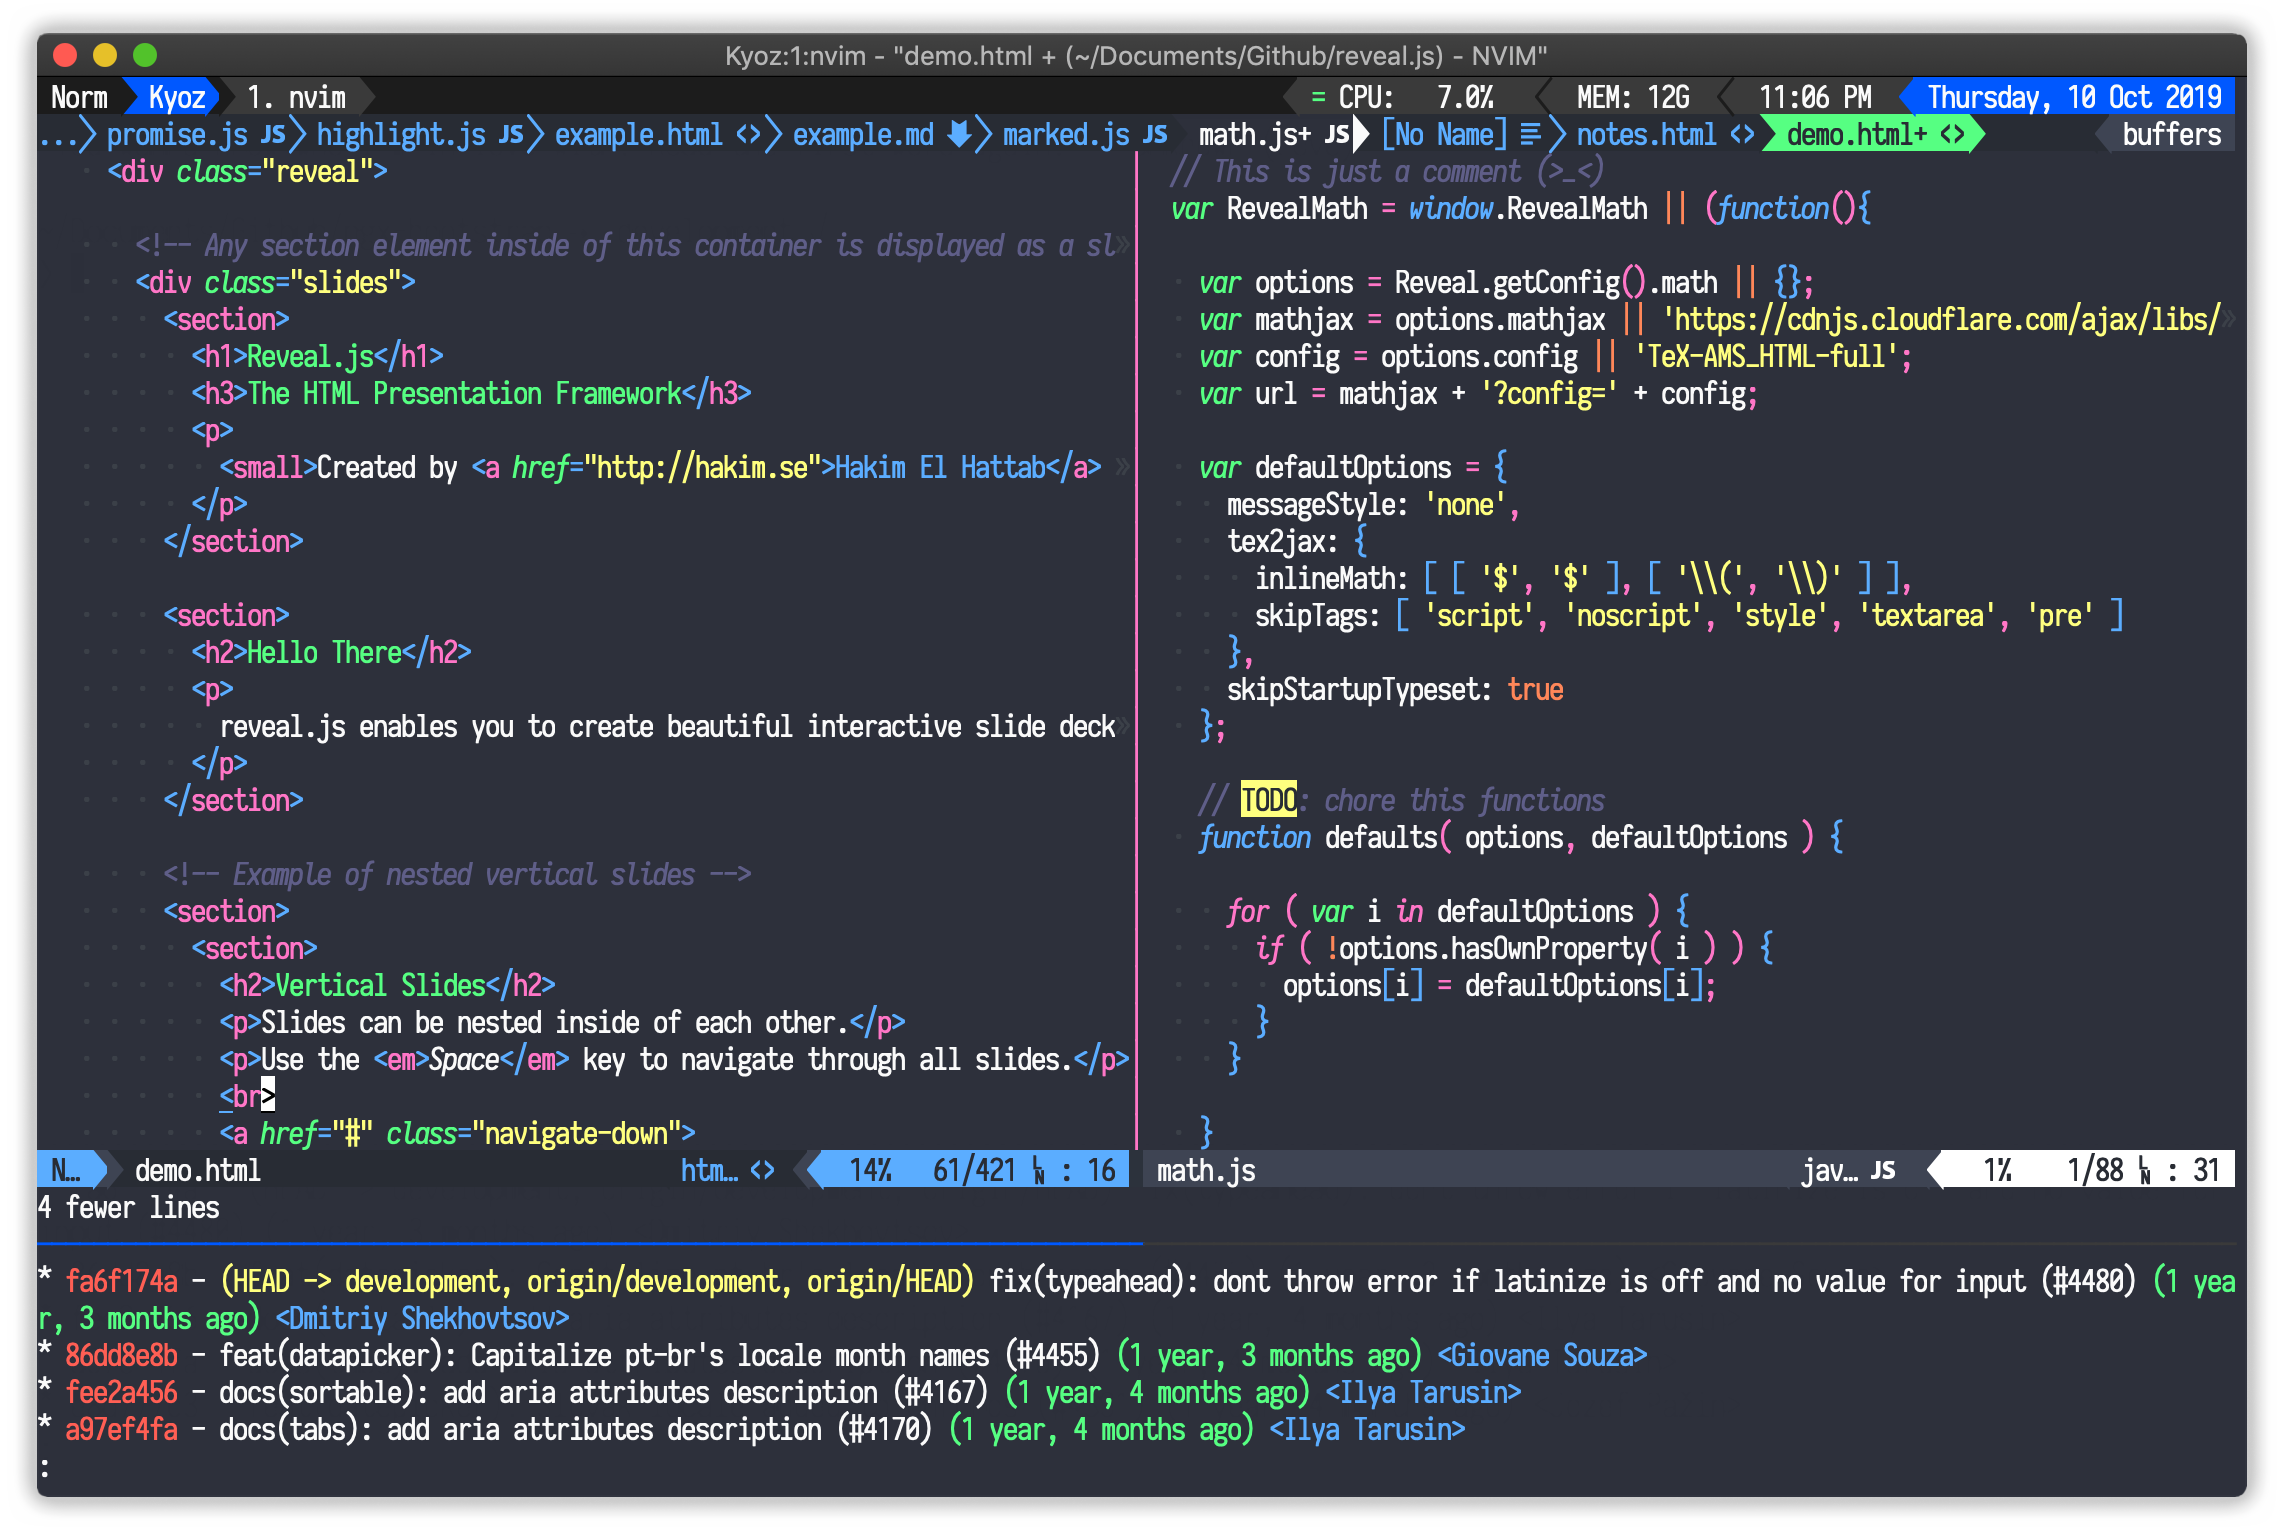 Kyoz:1:nvim - "demo.html + (~/Documents/Github/reveal.js) - NVIM"
Norm Kyoz 1. nvim = CPU: 7.0% MEM: 12G 11:06 PM Thursday, 10 Oct 2019
... promise.js JS highlight.js JS example.html <> example.md marked.js JS math.js+ JS [No Name] notes.html <> demo.html+ <> buffers
<div class="reveal">
<!-- Any section element inside of this container is displayed as a sl»
<div class="slides">
<section>
<h1>Reveal.js</h1>
<h3>The HTML Presentation Framework</h3>
<p>
<small>Created by <a href="http://hakim.se">Hakim El Hattab</a> »
</p>
</section>
<section>
<h2>Hello There</h2>
<p>
reveal.js enables you to create beautiful interactive slide deck»
</p>
</section>
<!-- Example of nested vertical slides -->
<section>
<section>
<h2>Vertical Slides</h2>
<p>Slides can be nested inside of each other.</p>
<p>Use the <em>Space</em> key to navigate through all slides.</p>
<br>
<a href="#" class="navigate-down">
N... demo.html htm... <> 14% 61/421 LN : 16
// This is just a comment (>_<)
var RevealMath = window.RevealMath || (function(){
var options = Reveal.getConfig().math || {};
var mathjax = options.mathjax || 'https://cdnjs.cloudflare.com/ajax/libs/»
var config = options.config || 'TeX-AMS_HTML-full';
var url = mathjax + '?config=' + config;
var defaultOptions = {
messageStyle: 'none',
tex2jax: {
inlineMath: [ [ '$', '$' ], [ '\\(', '\\)' ] ],
skipTags: [ 'script', 'noscript', 'style', 'textarea', 'pre' ]
},
skipStartupTypeset: true
};
// TODO: chore this functions
function defaults( options, defaultOptions ) {
for ( var i in defaultOptions ) {
if ( !options.hasOwnProperty( i ) ) {
options[i] = defaultOptions[i];
}
}
}
math.js jav... JS 1% 1/88 LN : 31
4 fewer lines
* fa6f174a - (HEAD -> development, origin/development, origin/HEAD) fix(typeahead): dont throw error if latinize is off and no value for input (#4480) (1 yea
r, 3 months ago) <Dmitriy Shekhovtsov>
* 86dd8e8b - feat(datapicker): Capitalize pt-br's locale month names (#4455) (1 year, 3 months ago) <Giovane Souza>
* fee2a456 - docs(sortable): add aria attributes description (#4167) (1 year, 4 months ago) <Ilya Tarusin>
* a97ef4fa - docs(tabs): add aria attributes description (#4170) (1 year, 4 months ago) <Ilya Tarusin>
: